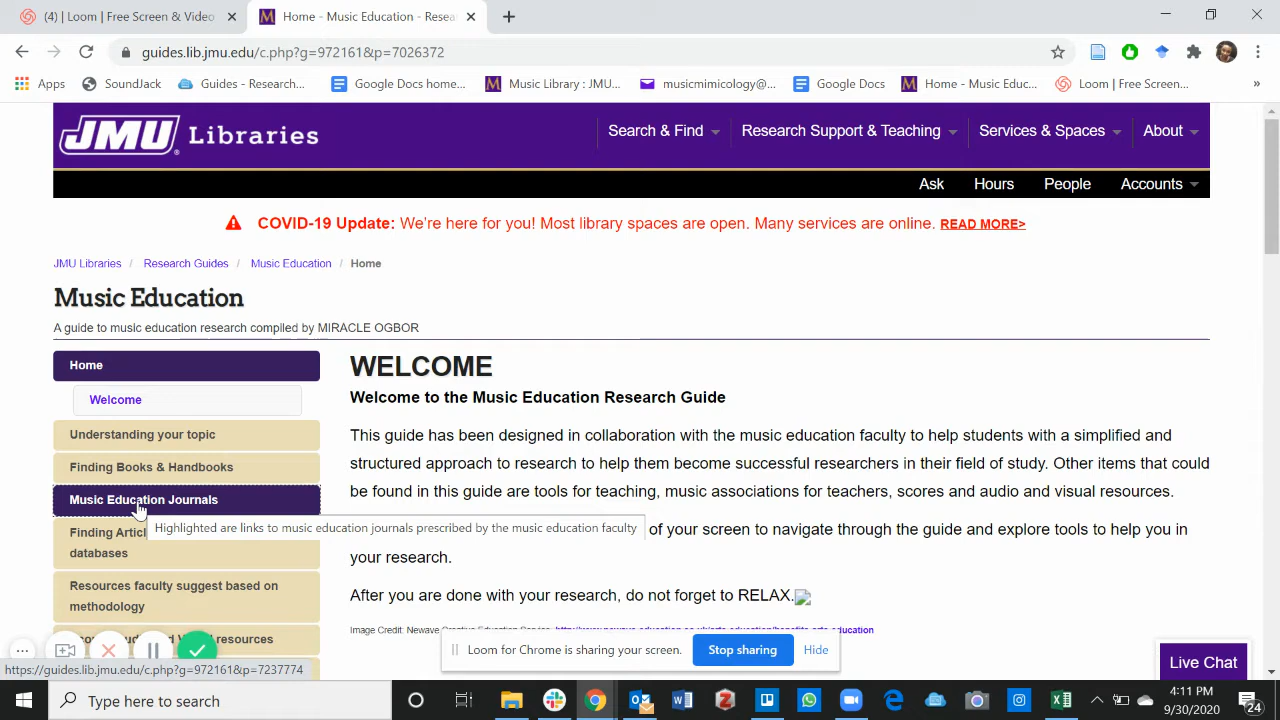 (4) | Loom | Free Screen & Video
Home - Music Education - Resea
guides.lib.jmu.edu/c.php?g=972161&p=7026372
Apps
SoundJack
Guides - Research...
Google Docs home...
Music Library : JMU...
musicmimicology@...
Google Docs
Home - Music Educ...
Loom | Free Screen...
»
JMU Libraries
Search & Find
Research Support & Teaching
Services & Spaces
About
Ask
Hours
People
Accounts
COVID-19 Update: We're here for you! Most library spaces are open. Many services are online. READ MORE>
JMU Libraries / Research Guides / Music Education / Home
Music Education
A guide to music education research compiled by MIRACLE OGBOR
Home
Welcome
Understanding your topic
Finding Books & Handbooks
Music Education Journals
Highlighted are links to music education journals prescribed by the music education faculty
Finding Artic
databases
Resources faculty suggest based on
methodology
resources
WELCOME
Welcome to the Music Education Research Guide
This guide has been designed in collaboration with the music education faculty to help students with a simplified and
structured approach to research to help them become successful researchers in their field of study. Other items that could
be found in this guide are tools for teaching, music associations for teachers, scores and audio and visual resources.
of your screen to navigate through the guide and explore tools to help you in
your research.
After you are done with your research, do not forget to RELAX.
Image Credit: Newave
Loom for Chrome is sharing your screen.
Stop sharing
Hide
Live Chat
https://guides.lib.jmu.edu/c.php?g=972161&p=7237774
Type here to search
4:11 PM
9/30/2020
24